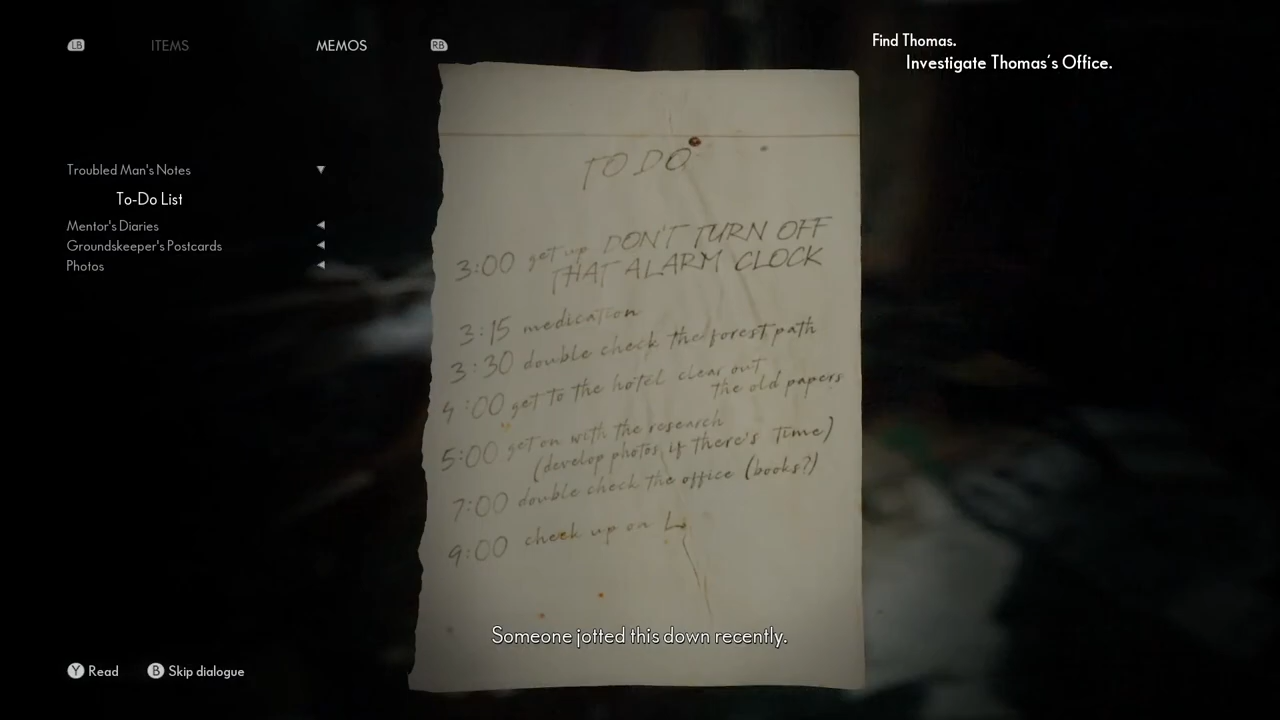 LB
ITEMS
MEMOS
RB
Find Thomas.
Investigate Thomas's Office.
Troubled Man's Notes
To-Do List
Mentor's Diaries
Groundskeeper's Postcards
Photos
TO DO
3:00 get up DON'T TURN OFF
THAT ALARM CLOCK
3:15 medication
3:30 double check the forest path
4:00 get to the hotel clear out
the old papers
5:00 get on with the research
(develop photos if there's time)
7:00 double check the office (books?)
9:00 check up on L.
Someone jotted this down recently.
Y Read
B Skip dialogue